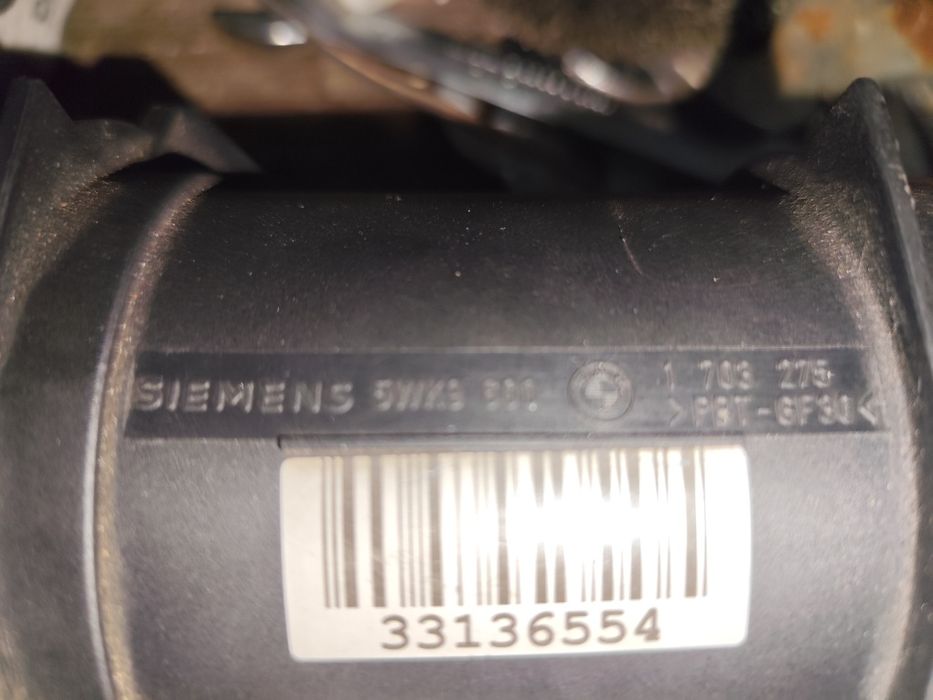 SIEMENS 5WK9 600 1 703 275
>PBT-GF30<
33136554